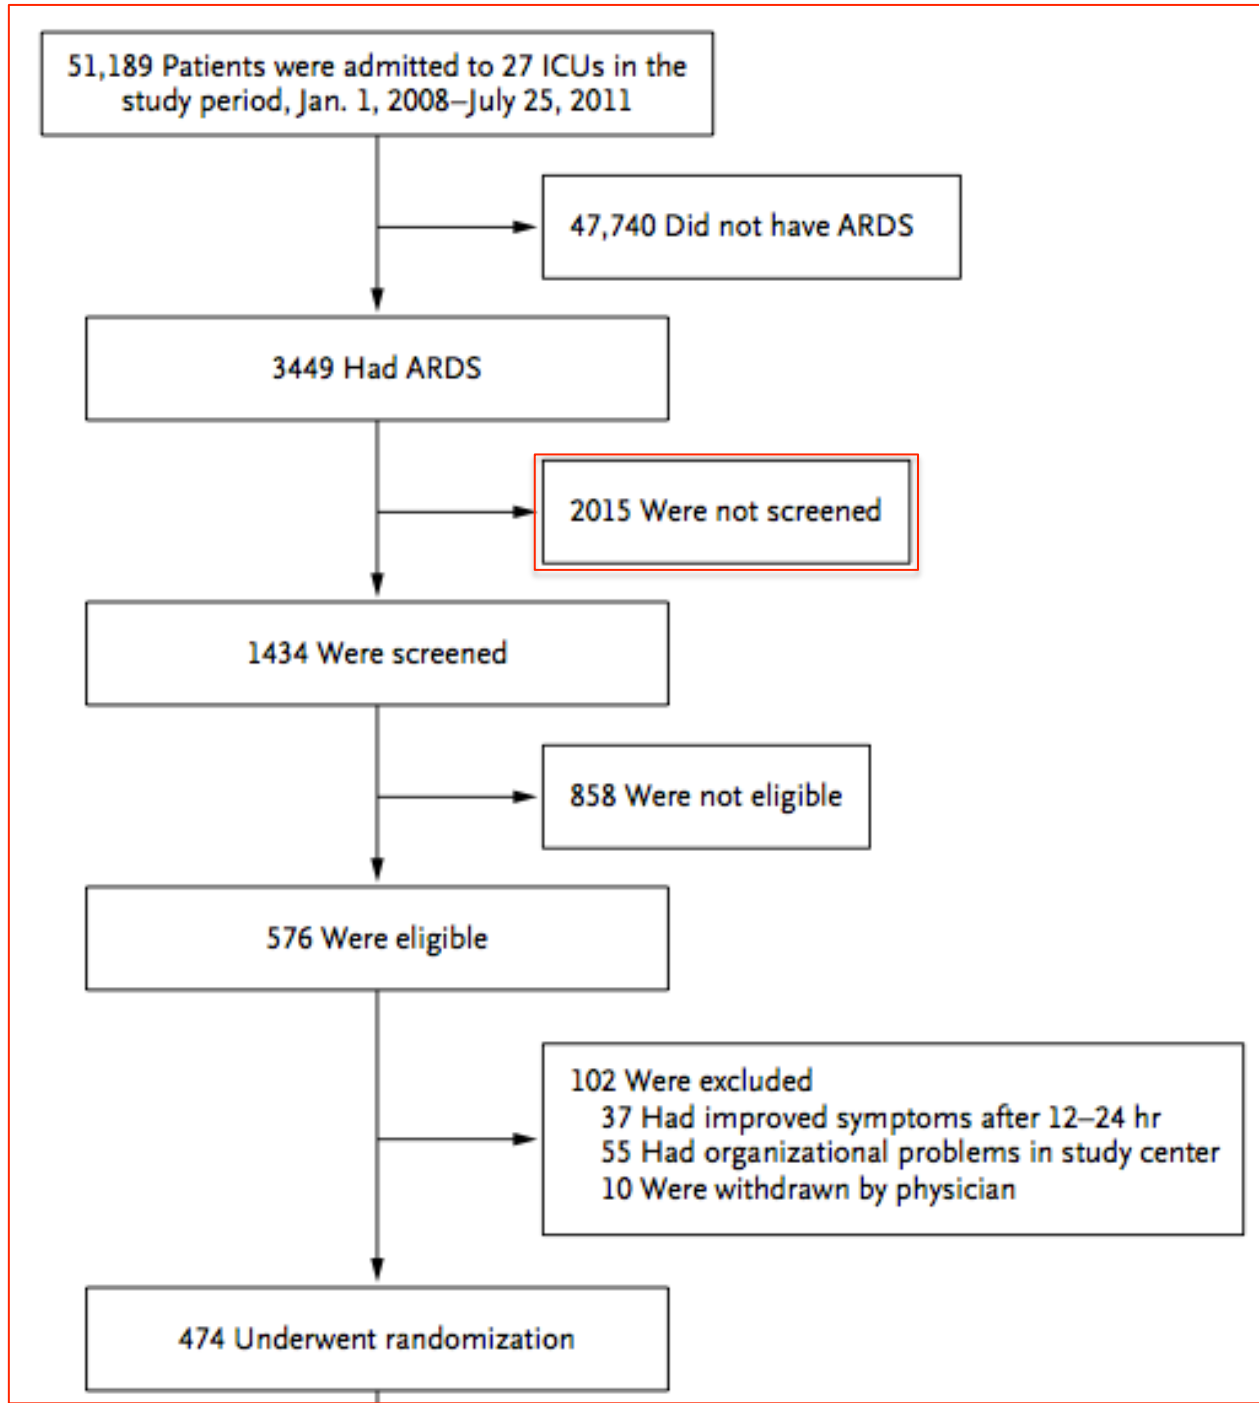 51,189 Patients were admitted to 27 ICUs in the
study period, Jan. 1, 2008–July 25, 2011
47,740 Did not have ARDS
3449 Had ARDS
2015 Were not screened
1434 Were screened
858 Were not eligible
576 Were eligible
102 Were excluded
37 Had improved symptoms after 12–24 hr
55 Had organizational problems in study center
10 Were withdrawn by physician
474 Underwent randomization